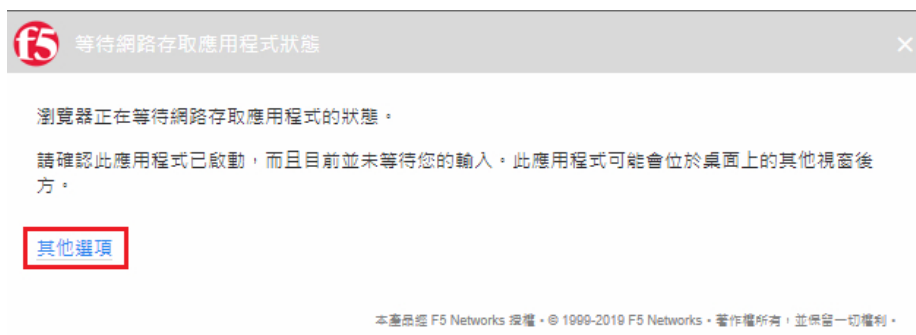 f5
等待網路存取應用程式狀態
瀏覽器正在等待網路存取應用程式的狀態。
請確認此應用程式已啟動，而且目前並未等待您的輸入。此應用程式可能會位於桌面上的其他視窗後
方。
其他選項
本產品經 F5 Networks 授權。© 1999-2019 F5 Networks。著作權所有，並保留一切權利。